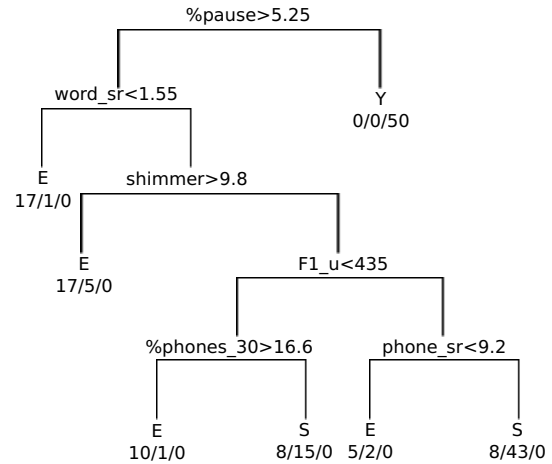 %pause>5.25
word_sr<1.55
Y
0/0/50
E
17/1/0
shimmer>9.8
E
17/5/0
F1_u<435
%phones_30>16.6
phone_sr<9.2
E
10/1/0
S
8/15/0
E
5/2/0
S
8/43/0